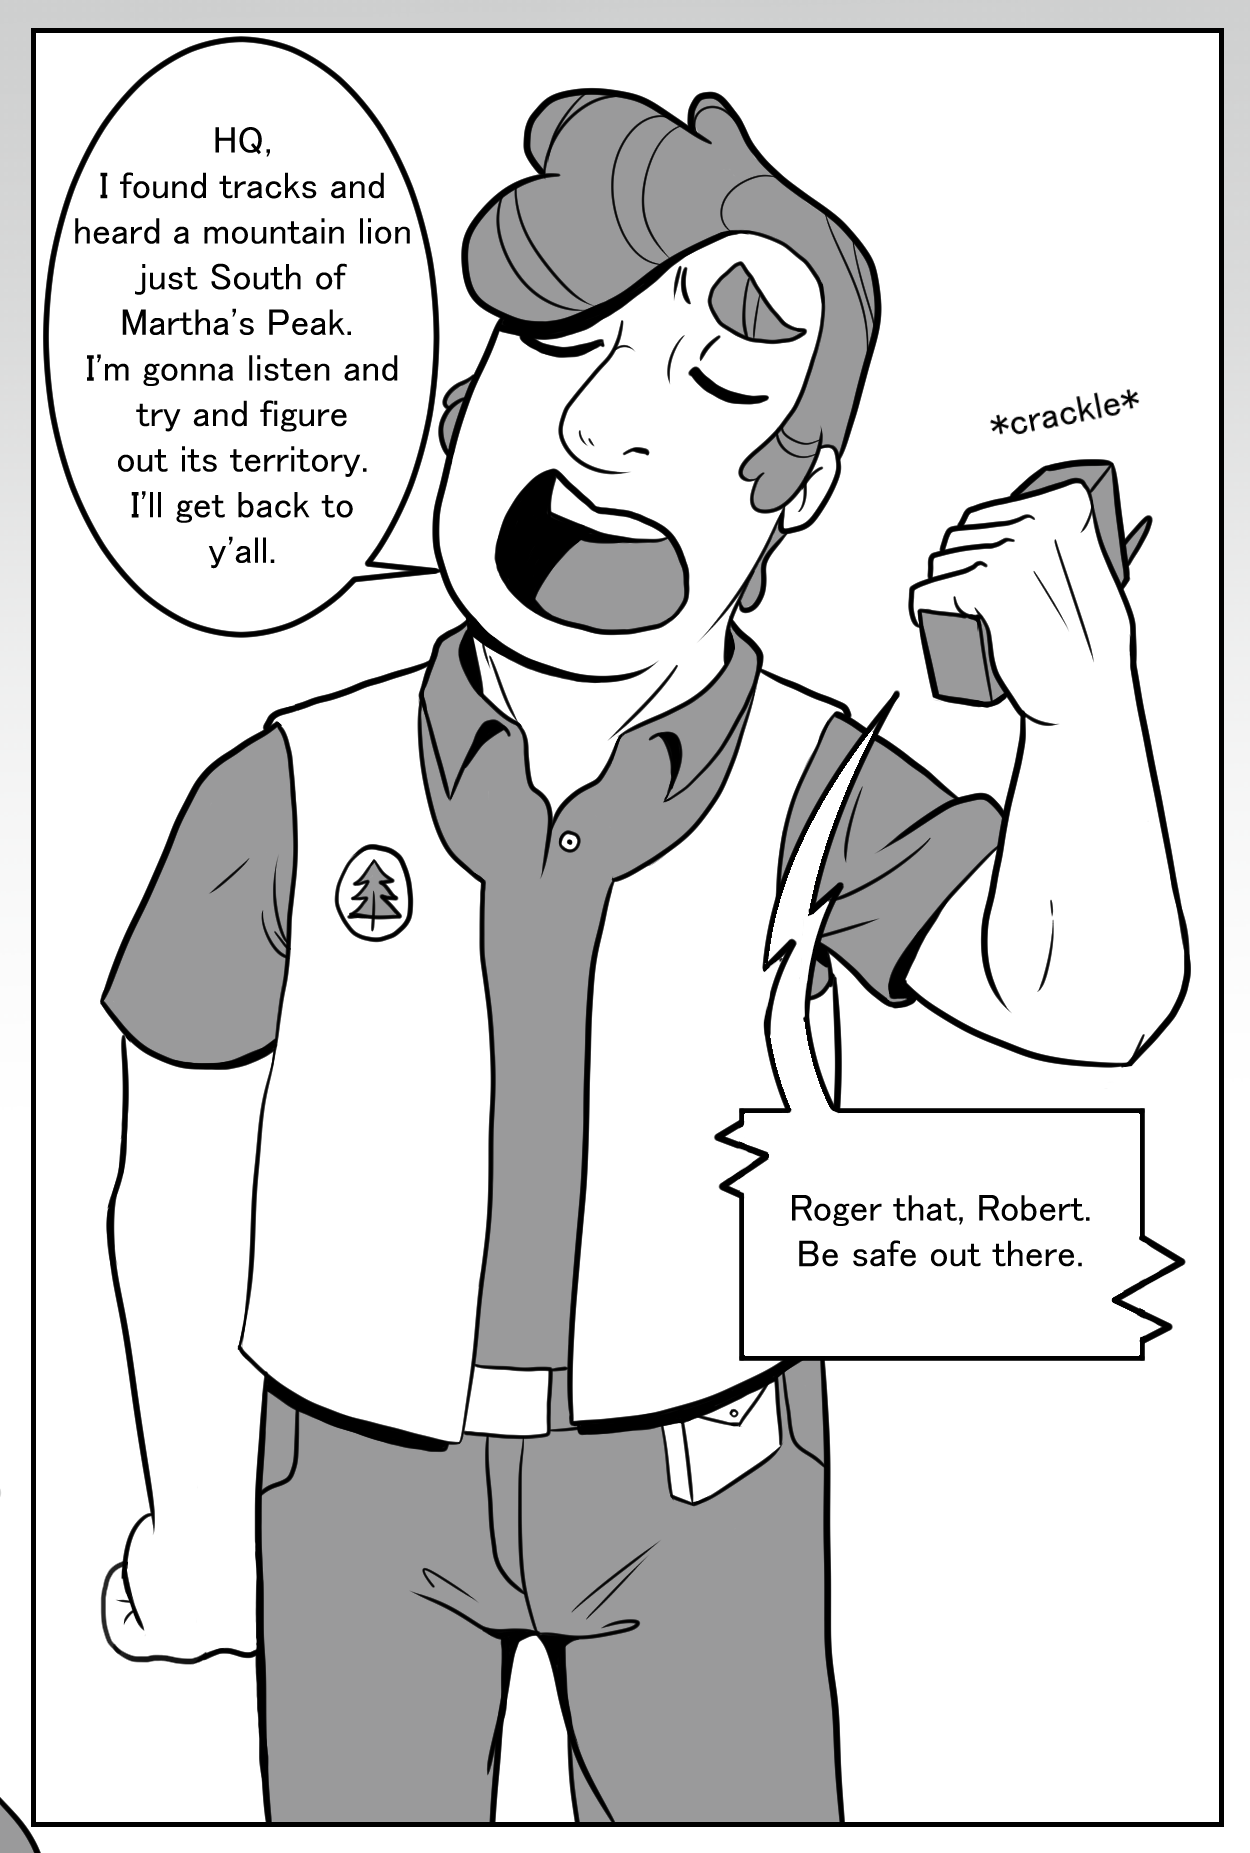 HQ,
I found tracks and
heard a mountain lion
just South of
Martha's Peak.
I'm gonna listen and
try and figure
out its territory.
I'll get back to
y'all.
*crackle*
Roger that, Robert.
Be safe out there.